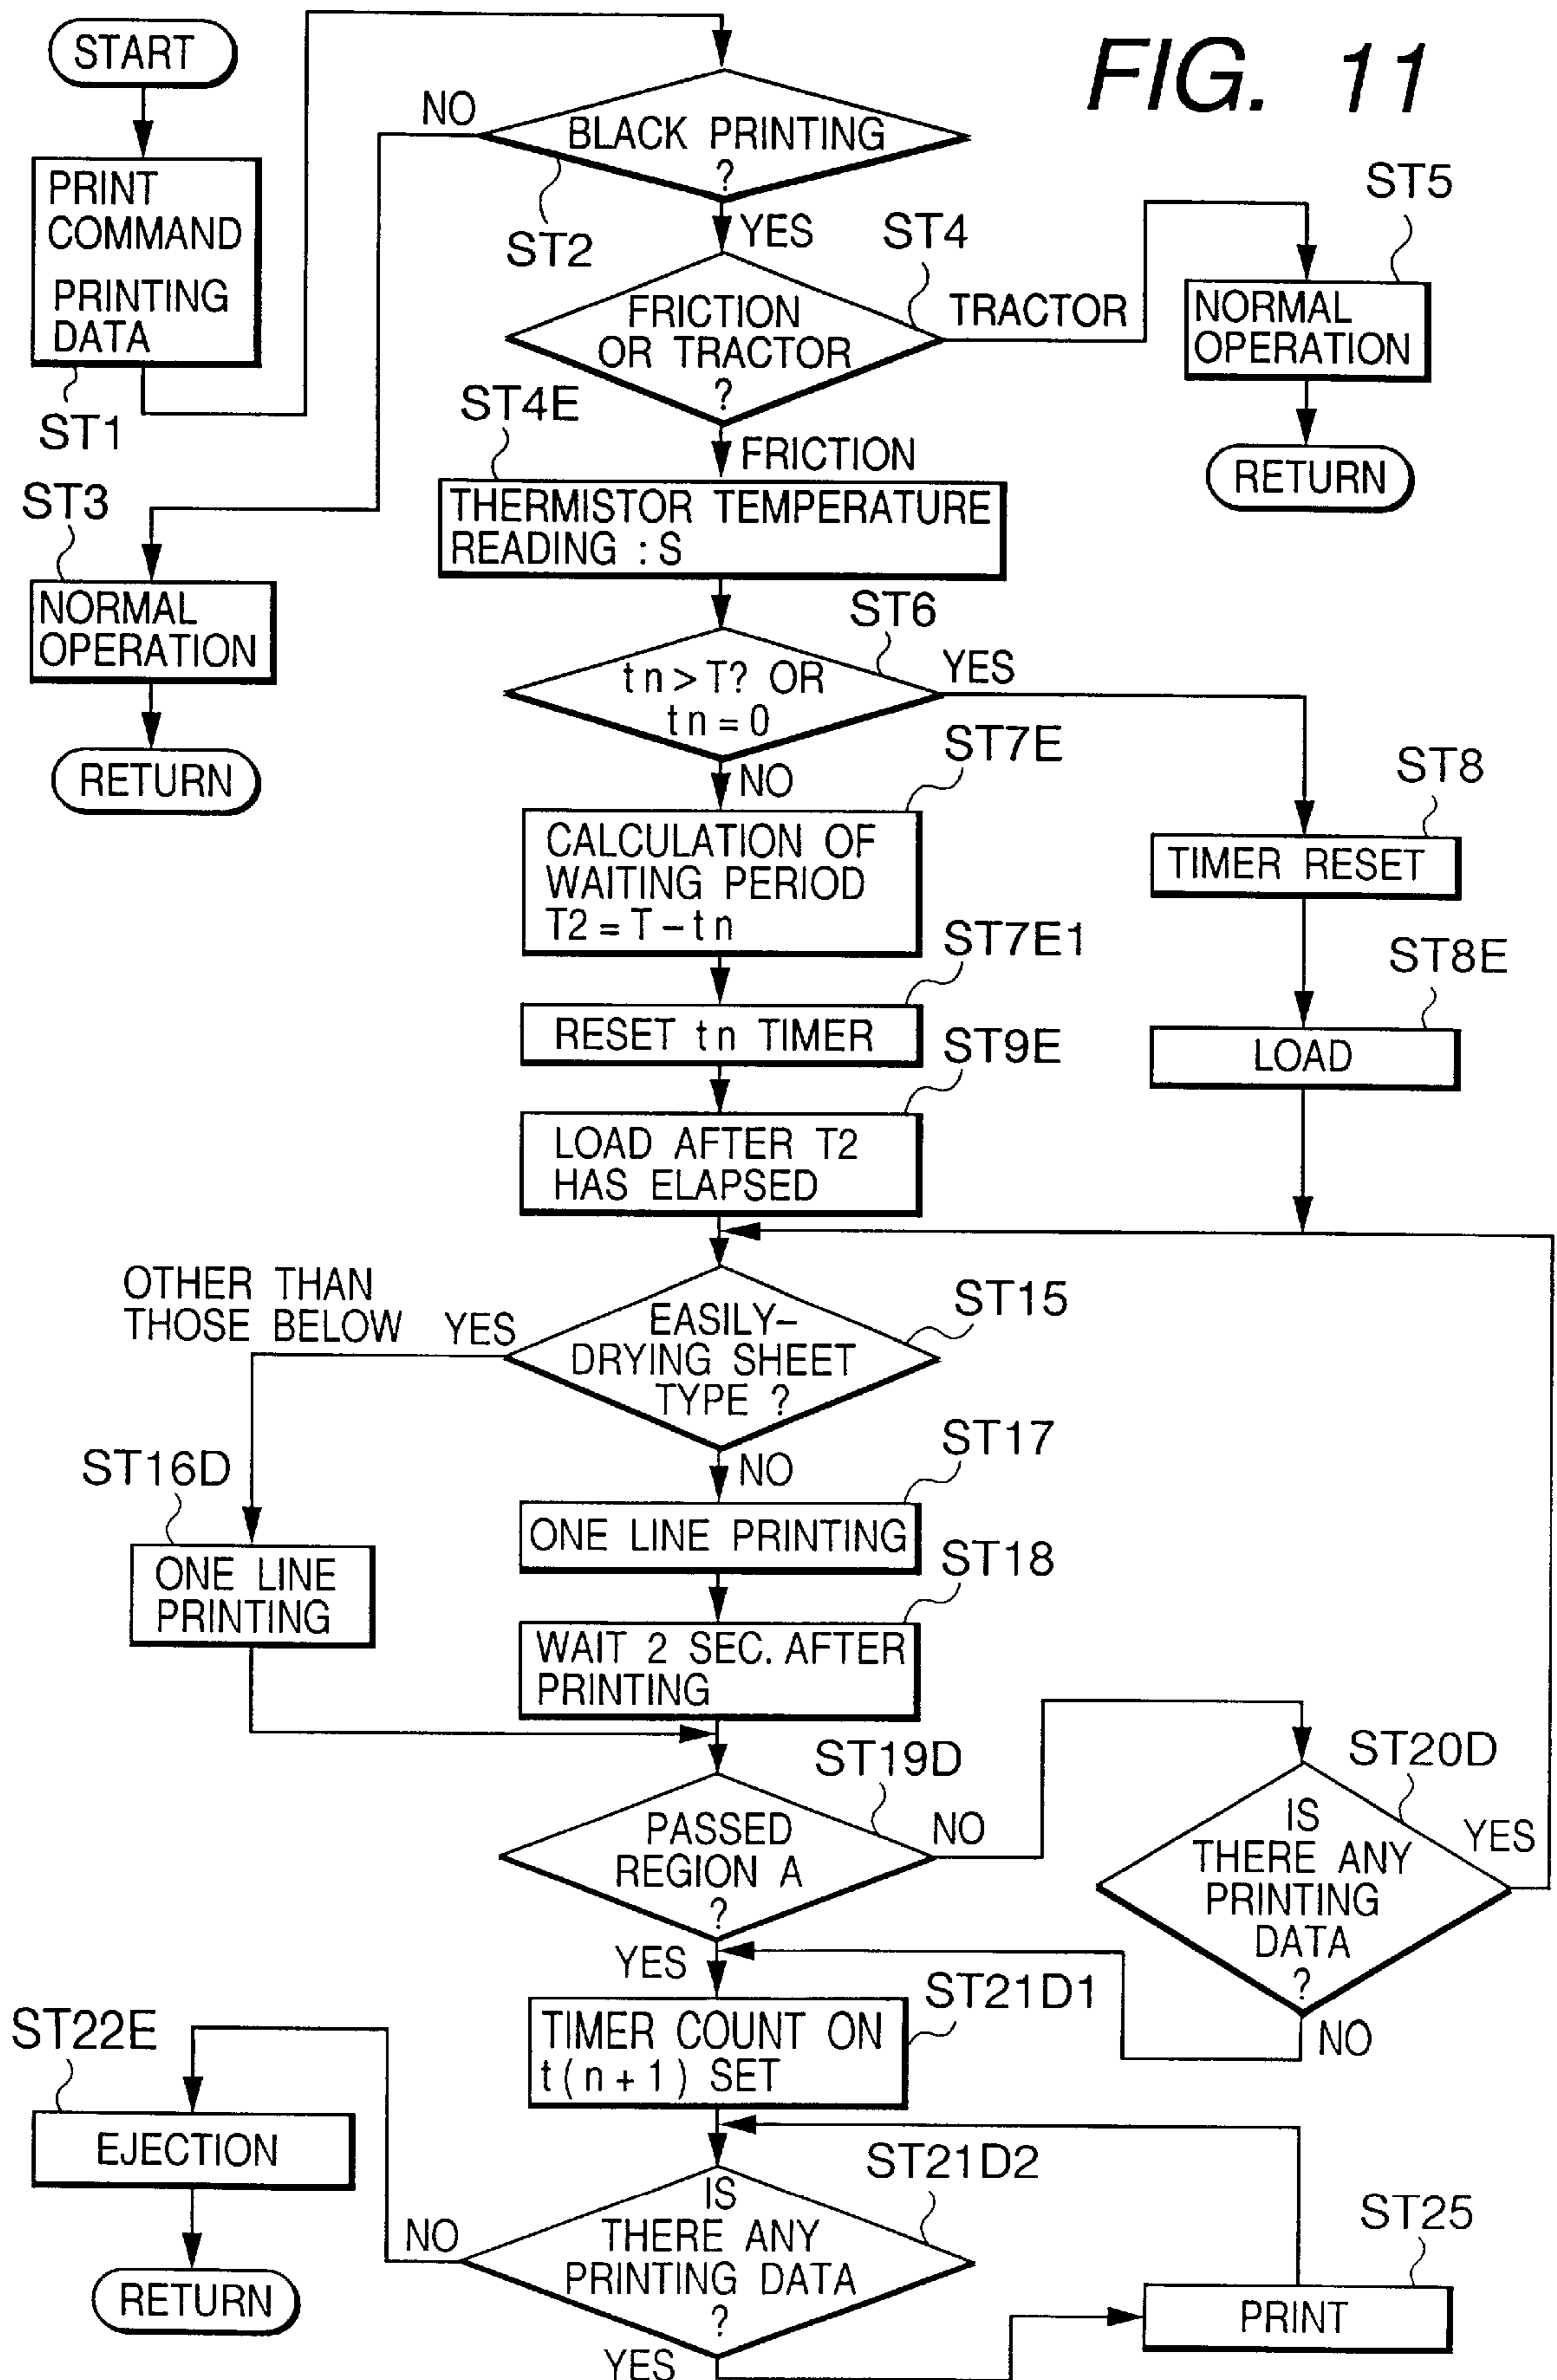 FIG. 11
START
PRINT
COMMAND
PRINTING
DATA
ST1
BLACK PRINTING
?
ST2
NO
YES
ST3
NORMAL
OPERATION
RETURN
FRICTION
OR TRACTOR
?
ST4
TRACTOR
ST5
NORMAL
OPERATION
RETURN
FRICTION
ST4E
THERMISTOR TEMPERATURE
READING : S
ST6
tn > T? OR
tn = 0
YES
NO
ST7E
CALCULATION OF
WAITING PERIOD
T2 = T - tn
ST7E1
RESET tn TIMER
ST9E
LOAD AFTER T2
HAS ELAPSED
ST8
TIMER RESET
ST8E
LOAD
OTHER THAN
THOSE BELOW
YES
EASILY-
DRYING SHEET
TYPE ?
ST15
NO
ST16D
ONE LINE
PRINTING
ST17
ONE LINE PRINTING
ST18
WAIT 2 SEC. AFTER
PRINTING
ST19D
PASSED
REGION A
?
NO
YES
ST20D
IS
THERE ANY
PRINTING
DATA
?
YES
NO
ST21D1
TIMER COUNT ON
t(n+1) SET
ST21D2
IS
THERE ANY
PRINTING DATA
?
NO
YES
ST22E
EJECTION
RETURN
ST25
PRINT